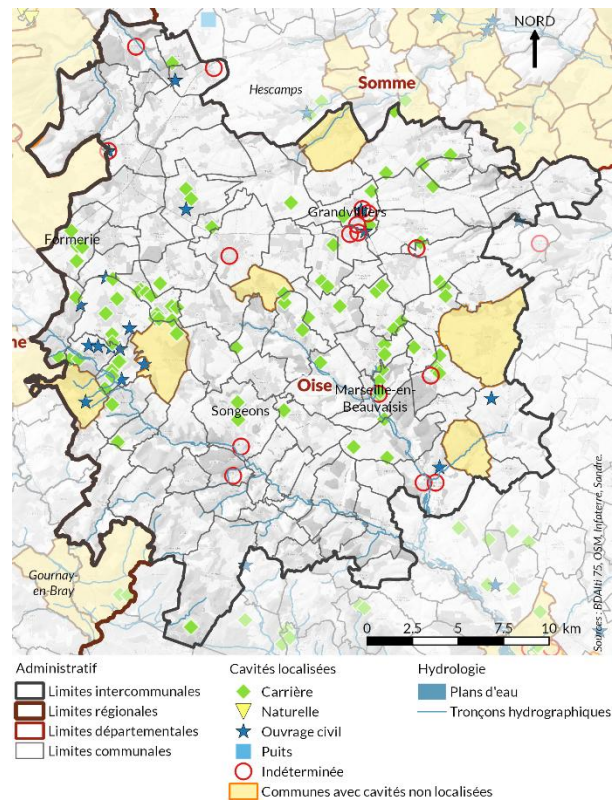 NORD
Somme
Hescamps
Grandvilliers
Formerie
ne
Oise
Marseille-en-
Beauvaisis
Songeons
Gournay
-en-Bray
Sources : BDAlti 75, OSM, Infoterre, Sandre.
0 2,5 5 7,5 10 km
Administratif
Limites intercommunales
Limites régionales
Limites départementales
Limites communales
Cavités localisées
Carrière
Naturelle
Ouvrage civil
Puits
Indéterminée
Communes avec cavités non localisées
Hydrologie
Plans d'eau
Tronçons hydrographiques